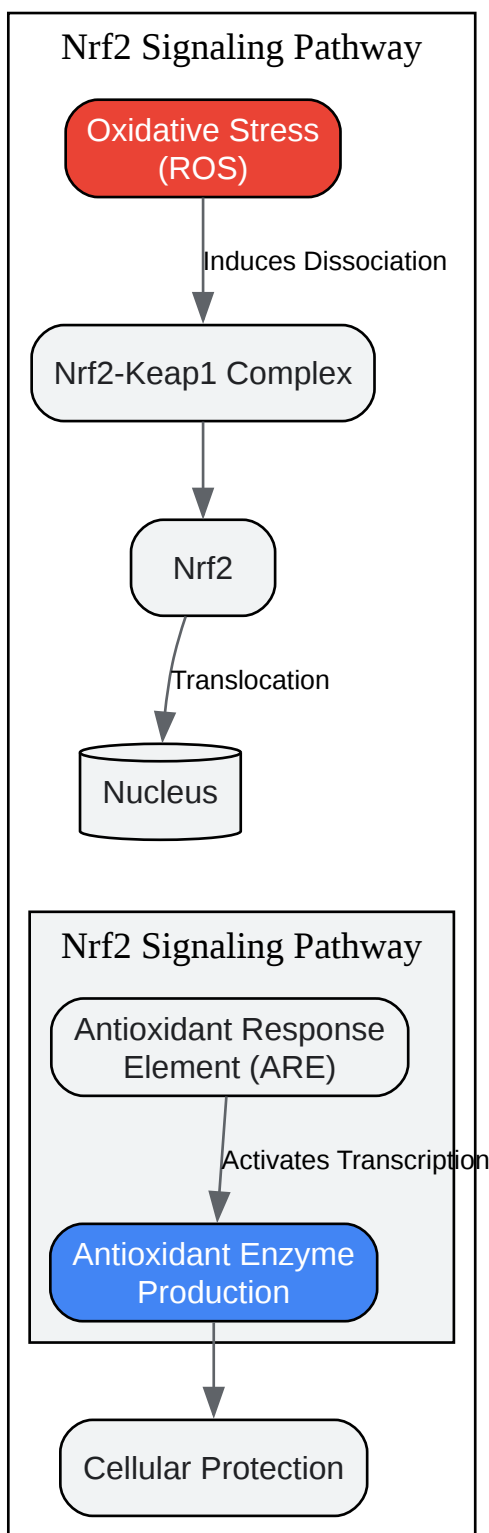 Nrf2 Signaling Pathway
Oxidative Stress
(ROS)
Induces Dissociation
Nrf2-Keap1 Complex
Nrf2
Translocation
Nucleus
Nrf2 Signaling Pathway
Antioxidant Response
Element (ARE)
Activates Transcription
Antioxidant Enzyme
Production
Cellular Protection